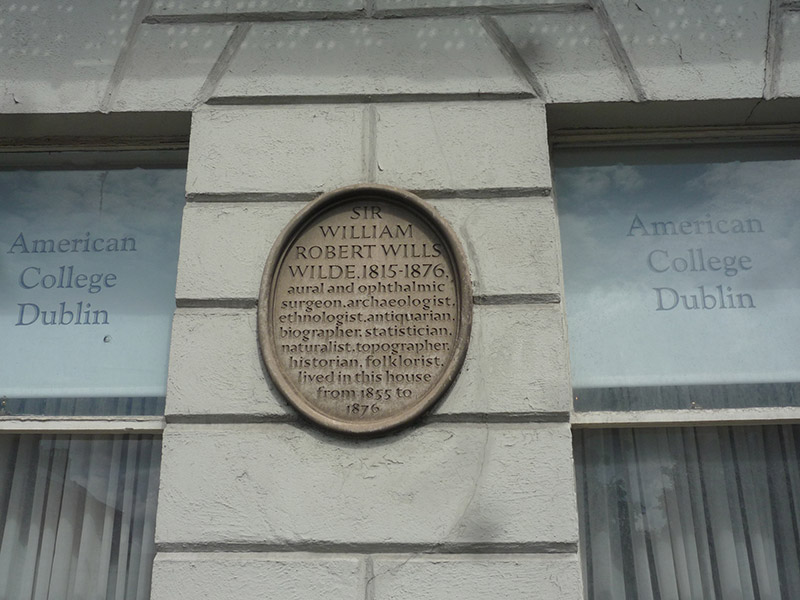 American
College
Dublin
SIR
WILLIAM
ROBERT WILLS
WILDE, 1815-1876,
aural and ophthalmic
surgeon, archaeologist,
ethnologist, antiquarian,
biographer, statistician,
naturalist, topographer,
historian, folklorist,
lived in this house
from 1855 to
1876
American
College
Dublin